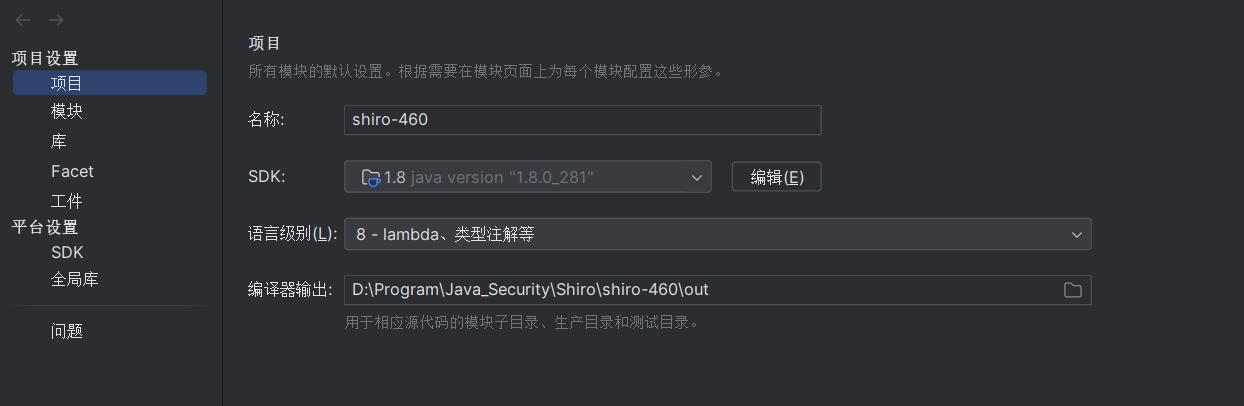 项目设置
项目
模块
库
Facet
工件
平台设置
SDK
全局库
问题
项目
所有模块的默认设置。根据需要在模块页面上为每个模块配置这些形参。
名称: shiro-460
SDK: 1.8 java version "1.8.0_281" 编辑(E)
语言级别(L): 8 - lambda、类型注解等
编译器输出: D:\Program\Java_Security\Shiro\shiro-460\out
用于相应源代码的模块子目录、生产目录和测试目录。